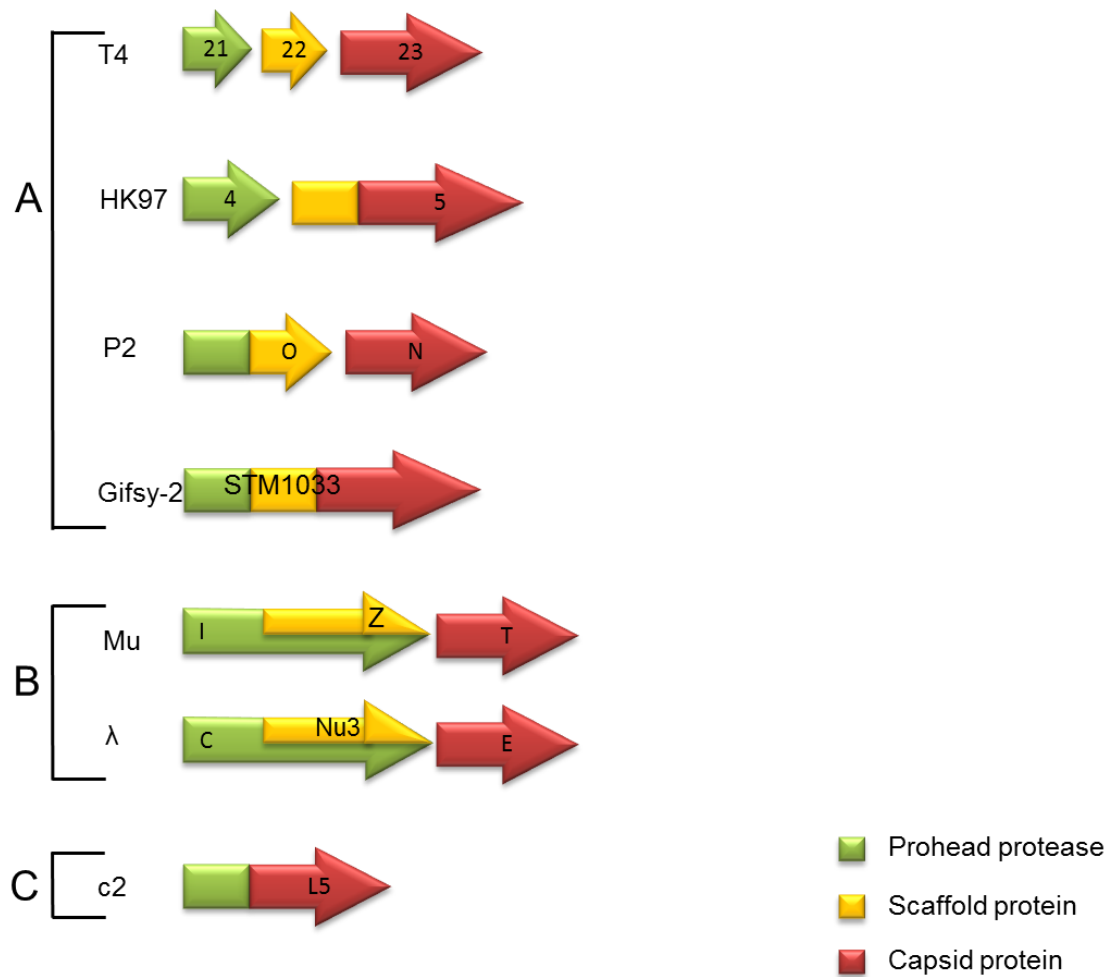 T4 21 22 23
A
HK97 4 5
P2 O N
Gifsy-2 STM1033
B
Mu I Z T
λ C Nu3 E
C
c2 L5
Prohead protease
Scaffold protein
Capsid protein